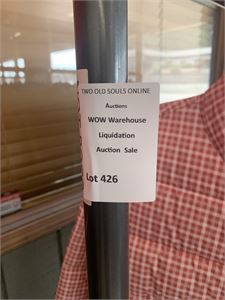 TWO OLD SOULS ONLINE
Auctions
WOW Warehouse
Liquidation
Auction Sale
Lot 426